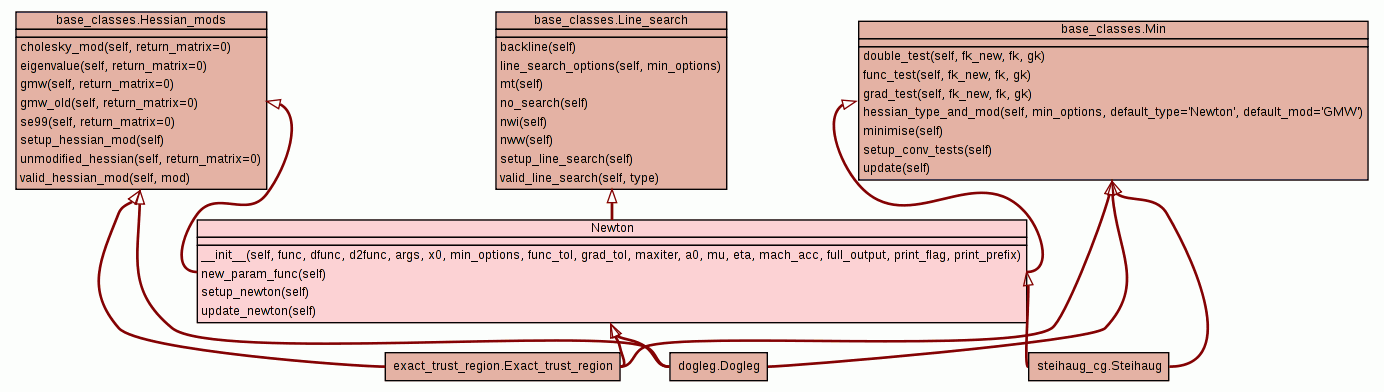 base_classes.Hessian_mods
cholesky_mod(self, return_matrix=0)
eigenvalue(self, return_matrix=0)
gmw(self, return_matrix=0)
gmw_old(self, return_matrix=0)
se99(self, return_matrix=0)
setup_hessian_mod(self)
unmodified_hessian(self, return_matrix=0)
valid_hessian_mod(self, mod)
base_classes.Line_search
backline(self)
line_search_options(self, min_options)
mt(self)
no_search(self)
nwi(self)
nww(self)
setup_line_search(self)
valid_line_search(self, type)
base_classes.Min
double_test(self, fk_new, fk, gk)
func_test(self, fk_new, fk, gk)
grad_test(self, fk_new, fk, gk)
hessian_type_and_mod(self, min_options, default_type='Newton', default_mod='GMW')
minimise(self)
setup_conv_tests(self)
update(self)
Newton
__init__(self, func, dfunc, d2func, args, x0, min_options, func_tol, grad_tol, maxiter, a0, mu, eta, mach_acc, full_output, print_flag, print_prefix)
new_param_func(self)
setup_newton(self)
update_newton(self)
exact_trust_region.Exact_trust_region
dogleg.Dogleg
steihaug_cg.Steihaug